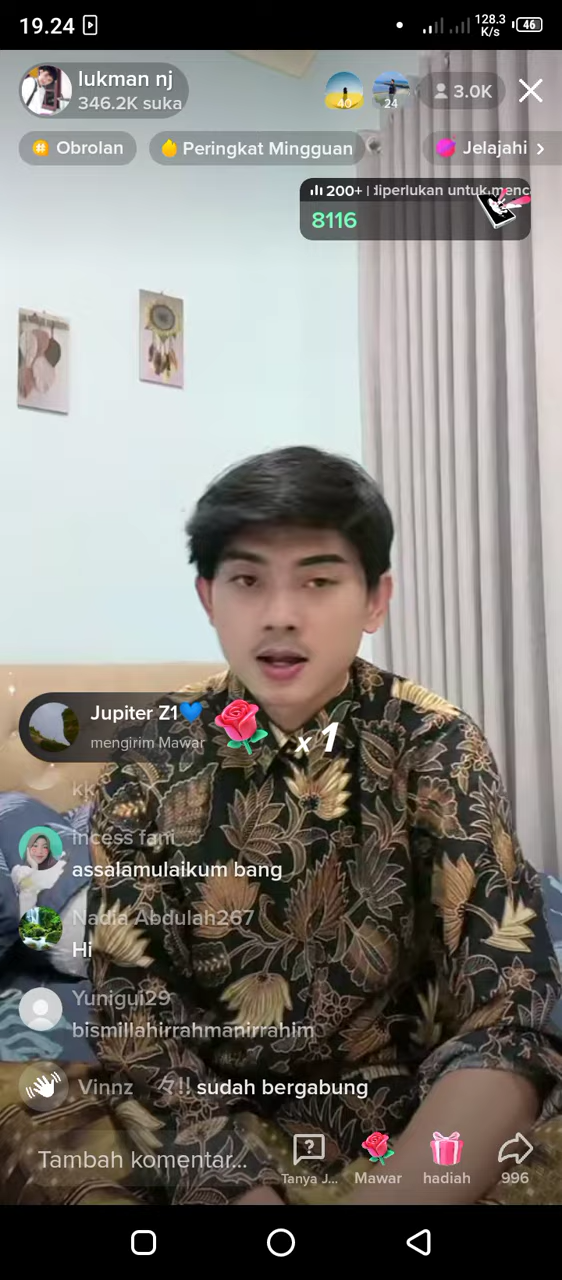 19.24
128.3
K/s
46
lukman nj
346.2K suka
40
24
3.0K
Obrolan
Peringkat Mingguan
Jelajahi
200+ | diperlukan untuk menc
8116
Jupiter Z1💙
mengirim Mawar
x 1
kk
incess fani
assalamulaikum bang
Nadia Abdulah267
Hi
Yunigui29
bismillahirrahmanirrahim
Vinnz !! sudah bergabung
Tambah komentar...
Tanya J...
Mawar
hadiah
996